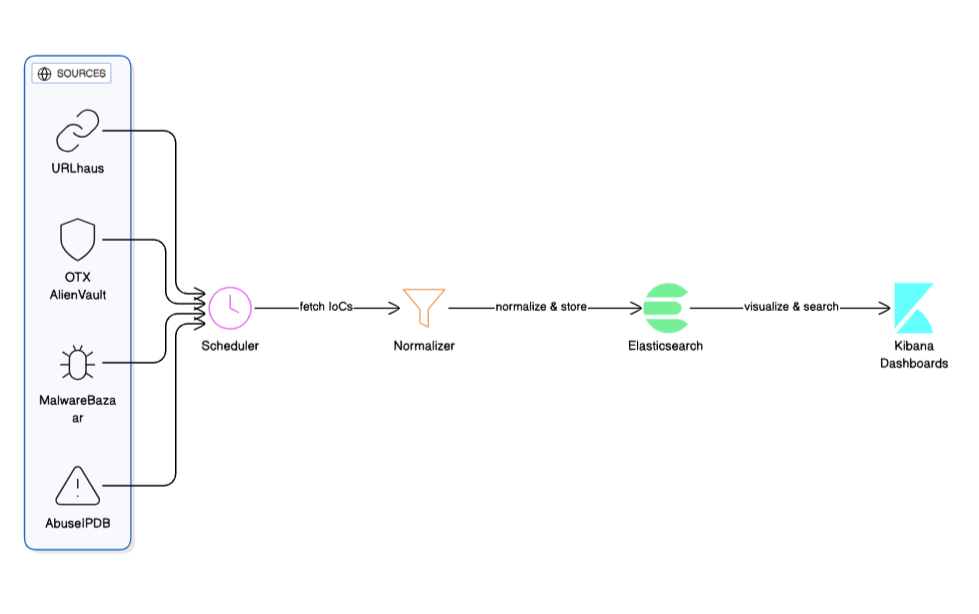 SOURCES
URLhaus
OTX
AlienVault
MalwareBaza
ar
AbuseIPDB
Scheduler
fetch IoCs
Normalizer
normalize & store
Elasticsearch
visualize & search
Kibana
Dashboards